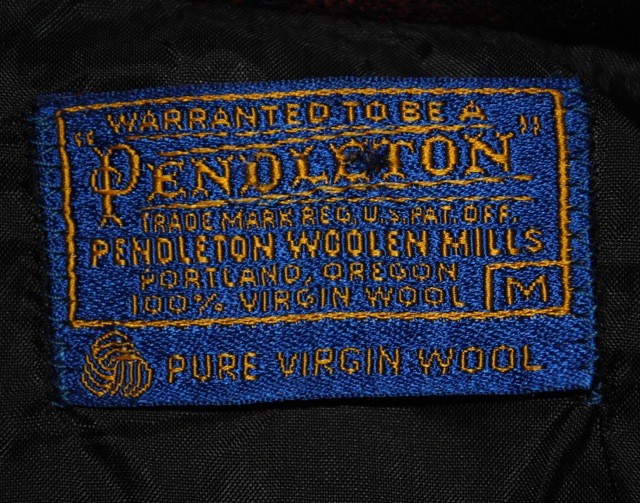 WARRANTED TO BE A
"PENDLETON"
TRADE MARK REG. U.S. PAT. OFF.
PENDLETON WOOLEN MILLS
PORTLAND, OREGON
100% VIRGIN WOOL M
PURE VIRGIN WOOL